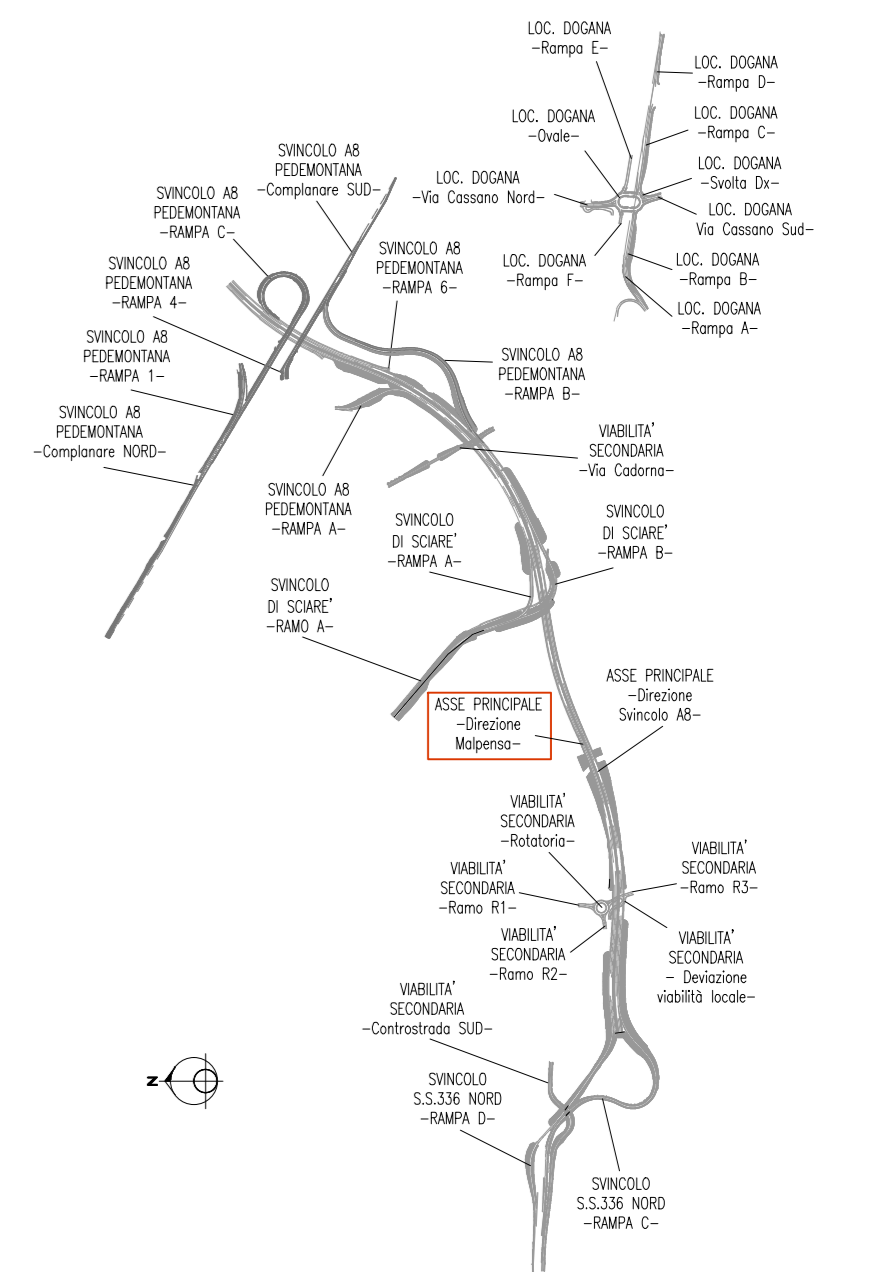 LOC. DOGANA
–Rampa E–
LOC. DOGANA
–Rampa D–
LOC. DOGANA
–Ovale–
LOC. DOGANA
–Rampa C–
SVINCOLO A8
PEDEMONTANA
–Complanare SUD–
LOC. DOGANA
–Via Cassano Nord–
LOC. DOGANA
–Svolta Dx–
SVINCOLO A8
PEDEMONTANA
–RAMPA C–
LOC. DOGANA
Via Cassano Sud–
SVINCOLO A8
PEDEMONTANA
–RAMPA 4–
SVINCOLO A8
PEDEMONTANA
–RAMPA 6–
LOC. DOGANA
–Rampa F–
LOC. DOGANA
–Rampa B–
LOC. DOGANA
–Rampa A–
SVINCOLO A8
PEDEMONTANA
–RAMPA 1–
SVINCOLO A8
PEDEMONTANA
–RAMPA B–
SVINCOLO A8
PEDEMONTANA
–Complanare NORD–
VIABILITA'
SECONDARIA
–Via Cadorna–
SVINCOLO A8
PEDEMONTANA
–RAMPA A–
SVINCOLO
DI SCIARE'
–RAMPA A–
SVINCOLO
DI SCIARE'
–RAMPA B–
SVINCOLO
DI SCIARE'
–RAMO A–
ASSE PRINCIPALE
–Direzione
Malpensa–
ASSE PRINCIPALE
–Direzione
Svincolo A8–
VIABILITA'
SECONDARIA
–Rotatoria–
VIABILITA'
SECONDARIA
–Ramo R1–
VIABILITA'
SECONDARIA
–Ramo R3–
VIABILITA'
SECONDARIA
–Ramo R2–
VIABILITA'
SECONDARIA
– Deviazione
viabilità locale–
VIABILITA'
SECONDARIA
–Controstrada SUD–
SVINCOLO
S.S.336 NORD
–RAMPA D–
N
SVINCOLO
S.S.336 NORD
–RAMPA C–